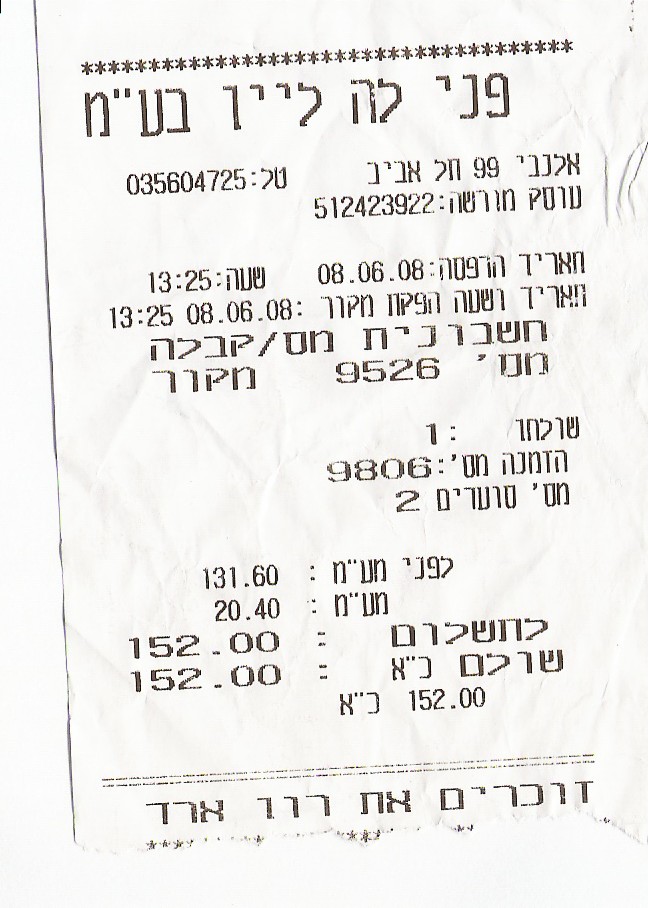 ************************************
פני לה ליין בע"מ
אלנבי 99 תל אביב טל:035604725
עוסק מורשה:512423922
תאריך הדפסה:08.06.08 שעה:13:25
תאריך ושעה הפקת מקור :08.06.08 13:25
חשבונית מס/קבלה
מס' 9526 מקור
שולחן : 1
הזמנה מס':9806
מס' סועדים 2
לפני מע"מ : 131.60
מע"מ : 20.40
לתשלום : 152.00
שולם כ"א : 152.00
152.00 כ"א
זוכרים את רון ארד